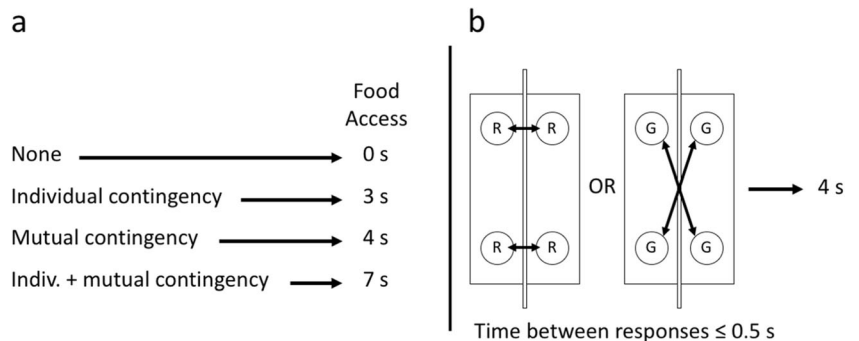 a
Food
Access
None 0 s
Individual contingency 3 s
Mutual contingency 4 s
Indiv. + mutual contingency 7 s
b
R R G G
OR 4 s
R R G G
Time between responses ≤ 0.5 s